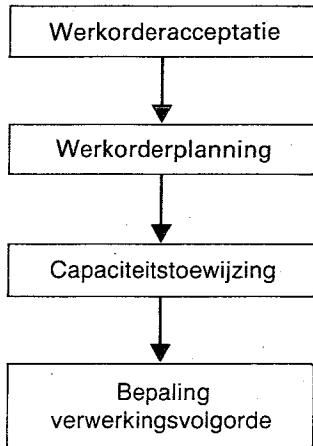 Werkorderacceptatie
Werkorderplanning
Capaciteitstoewijzing
Bepaling
verwerkingsvolgorde